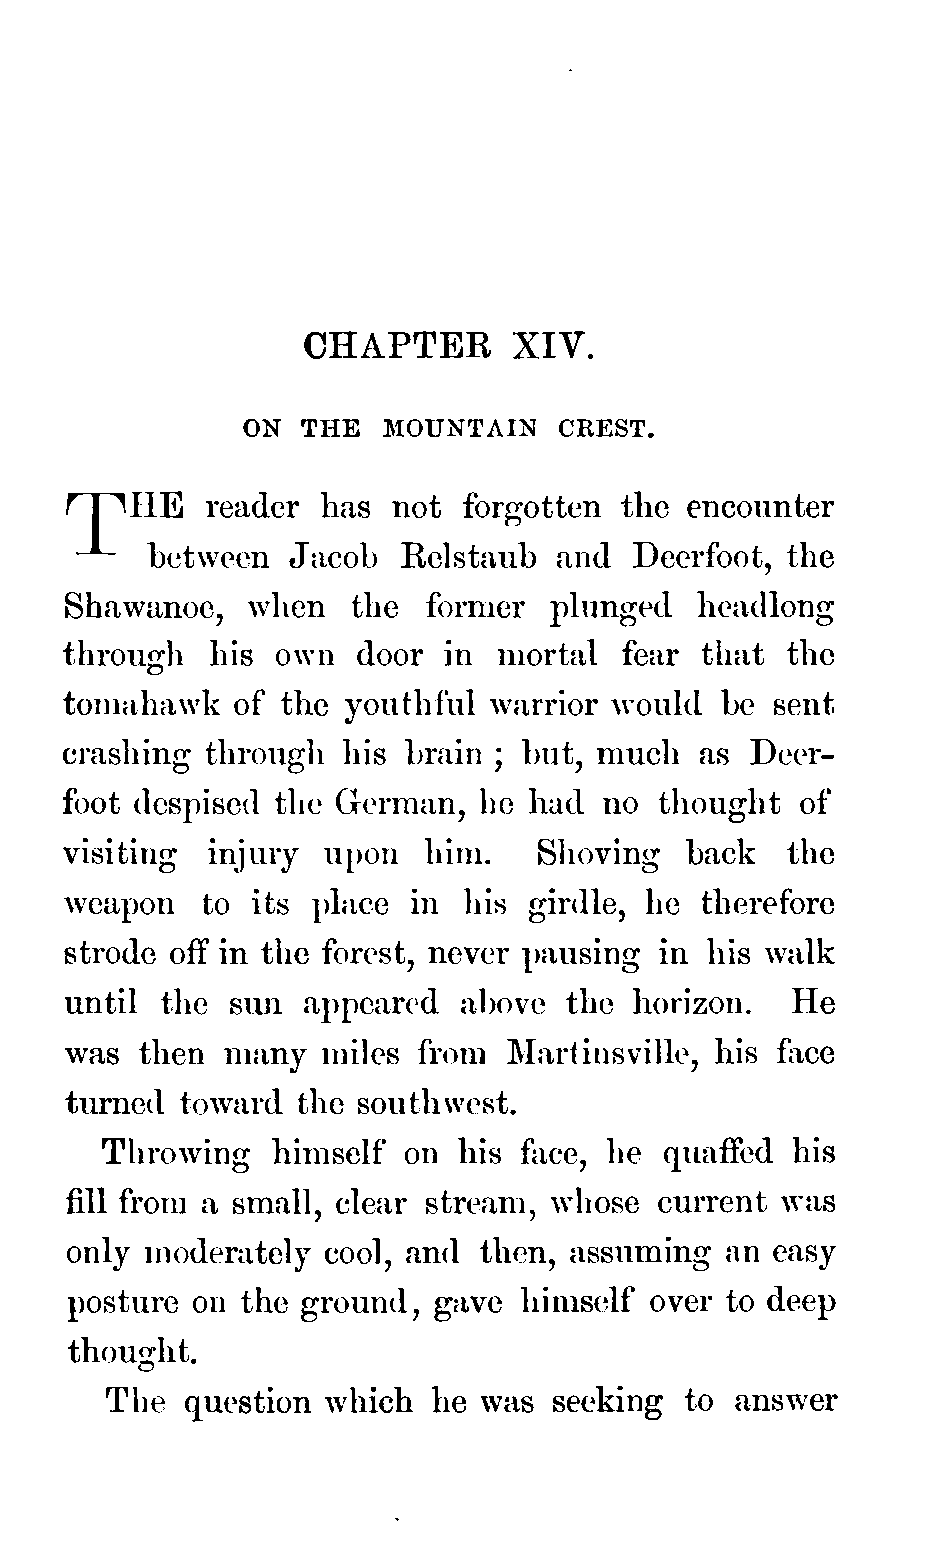 CHAPTER XIV.
ON THE MOUNTAIN CREST.
THE reader has not forgotten the encounter
between Jacob Relstaub and Deerfoot, the
Shawanoe, when the former plunged headlong
through his own door in mortal fear that the
tomahawk of the youthful warrior would be sent
crashing through his brain ; but, much as Deer-
foot despised the German, he had no thought of
visiting injury upon him. Shoving back the
weapon to its place in his girdle, he therefore
strode off in the forest, never pausing in his walk
until the sun appeared above the horizon. He
was then many miles from Martinsville, his face
turned toward the southwest.
Throwing himself on his face, he quaffed his
fill from a small, clear stream, whose current was
only moderately cool, and then, assuming an easy
posture on the ground, gave himself over to deep
thought.
The question which he was seeking to answer